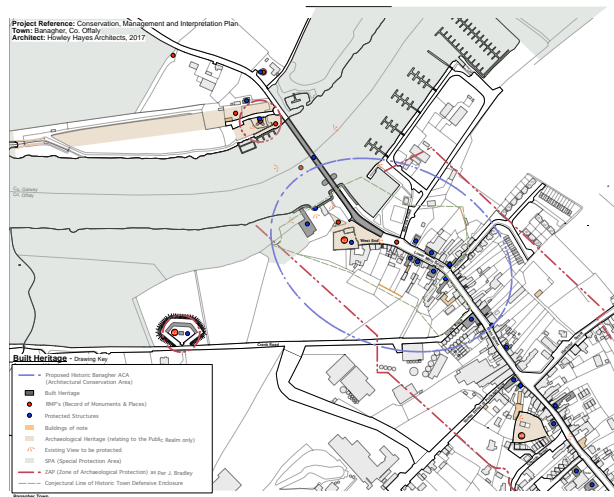 Project Reference: Conservation, Management and Interpretation Plan
Town: Banagher, Co. Offaly
Architect: Howley Hayes Architects, 2017
Co. Galway
Co. Offaly
West End
Crank Road
Built Heritage - Drawing Key
Proposed Historic Banagher ACA
(Architectural Conservation Area)
Built Heritage
RMP's (Record of Monuments & Places)
Protected Structures
Buildings of note
Archaeological Heritage (relating to the Public Realm only)
Existing View to be protected
SPA (Special Protection Area)
ZAP (Zone of Archaeological Protection) as Per J. Bradley
Conjectural Line of Historic Town Defensive Enclosure
Banagher Town